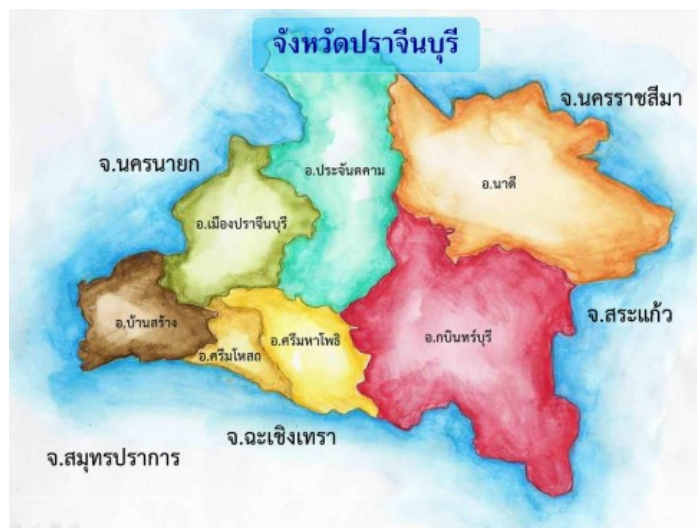 จังหวัดปราจีนบุรี
จ.นครราชสีมา
จ.นครนายก
อ.ประจันตคาม
อ.นาดี
อ.เมืองปราจีนบุรี
จ.สระแก้ว
อ.บ้านสร้าง
อ.ศรีมหาโพธิ
อ.กบินทร์บุรี
อ.ศรีมโหสถ
จ.ฉะเชิงเทรา
จ.สมุทรปราการ